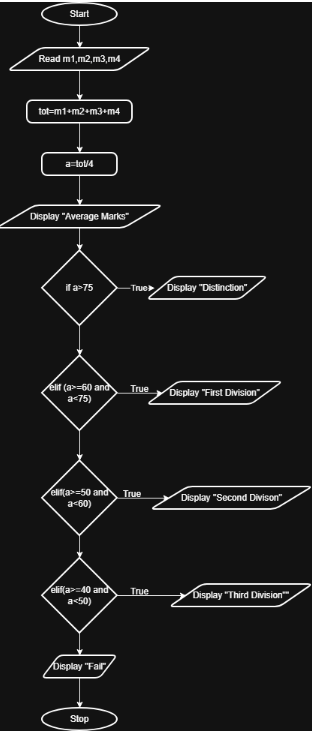 Start
Read m1,m2,m3,m4
tot=m1+m2+m3+m4
a=tot/4
Display "Average Marks"
if a>75
True
Display "Distinction"
elif (a>=60 and
a<75)
True
Display "First Division"
elif(a>=50 and
a<60)
True
Display "Second Divison"
elif(a>=40 and
a<50)
True
Display "Third Division""
Display "Fail"
Stop